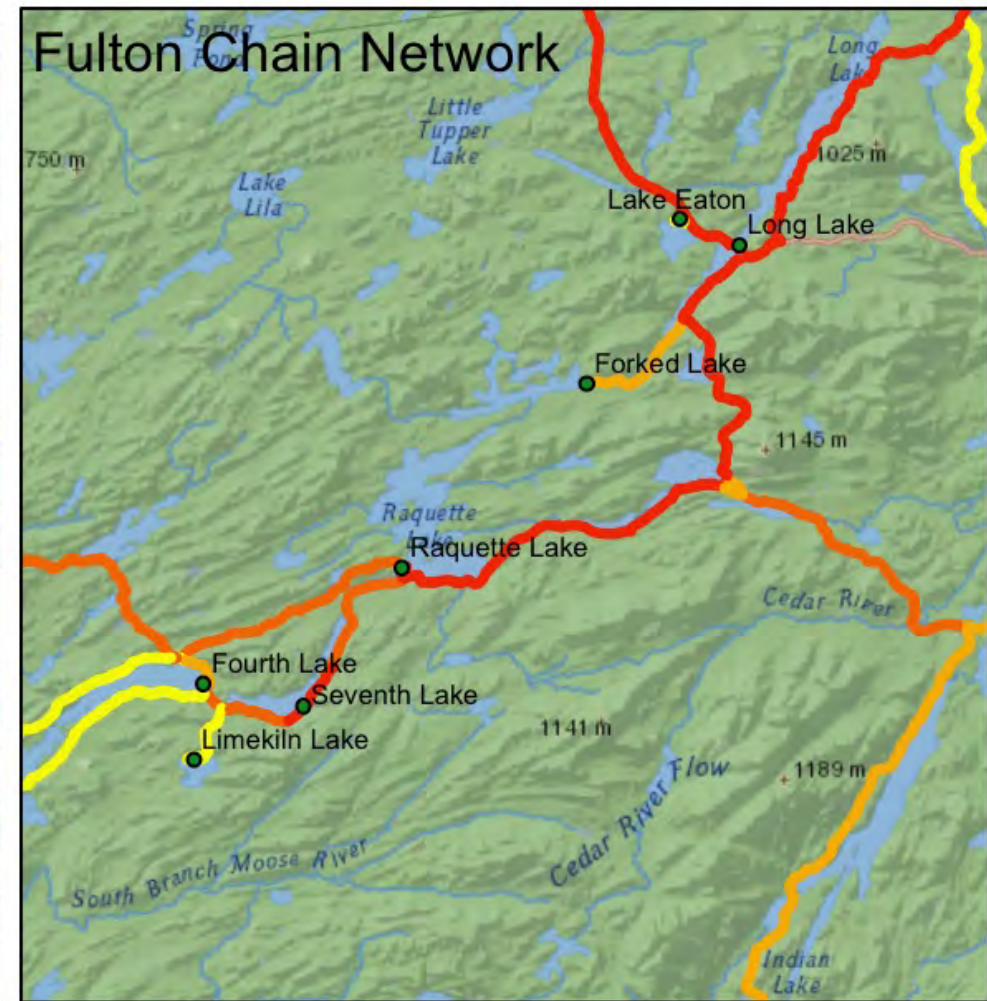 Fulton Chain Network
Spring
Pond
Long
Lake
Little
Tupper
Lake
750 m
1025 m
Lake
Lila
Lake Eaton
Long Lake
Forked Lake
1145 m
Raquette
Lake
Raquette Lake
Cedar River
Fourth Lake
Seventh Lake
1141 m
Limekiln Lake
1189 m
Cedar River Flow
South Branch Moose River
Indian
Lake